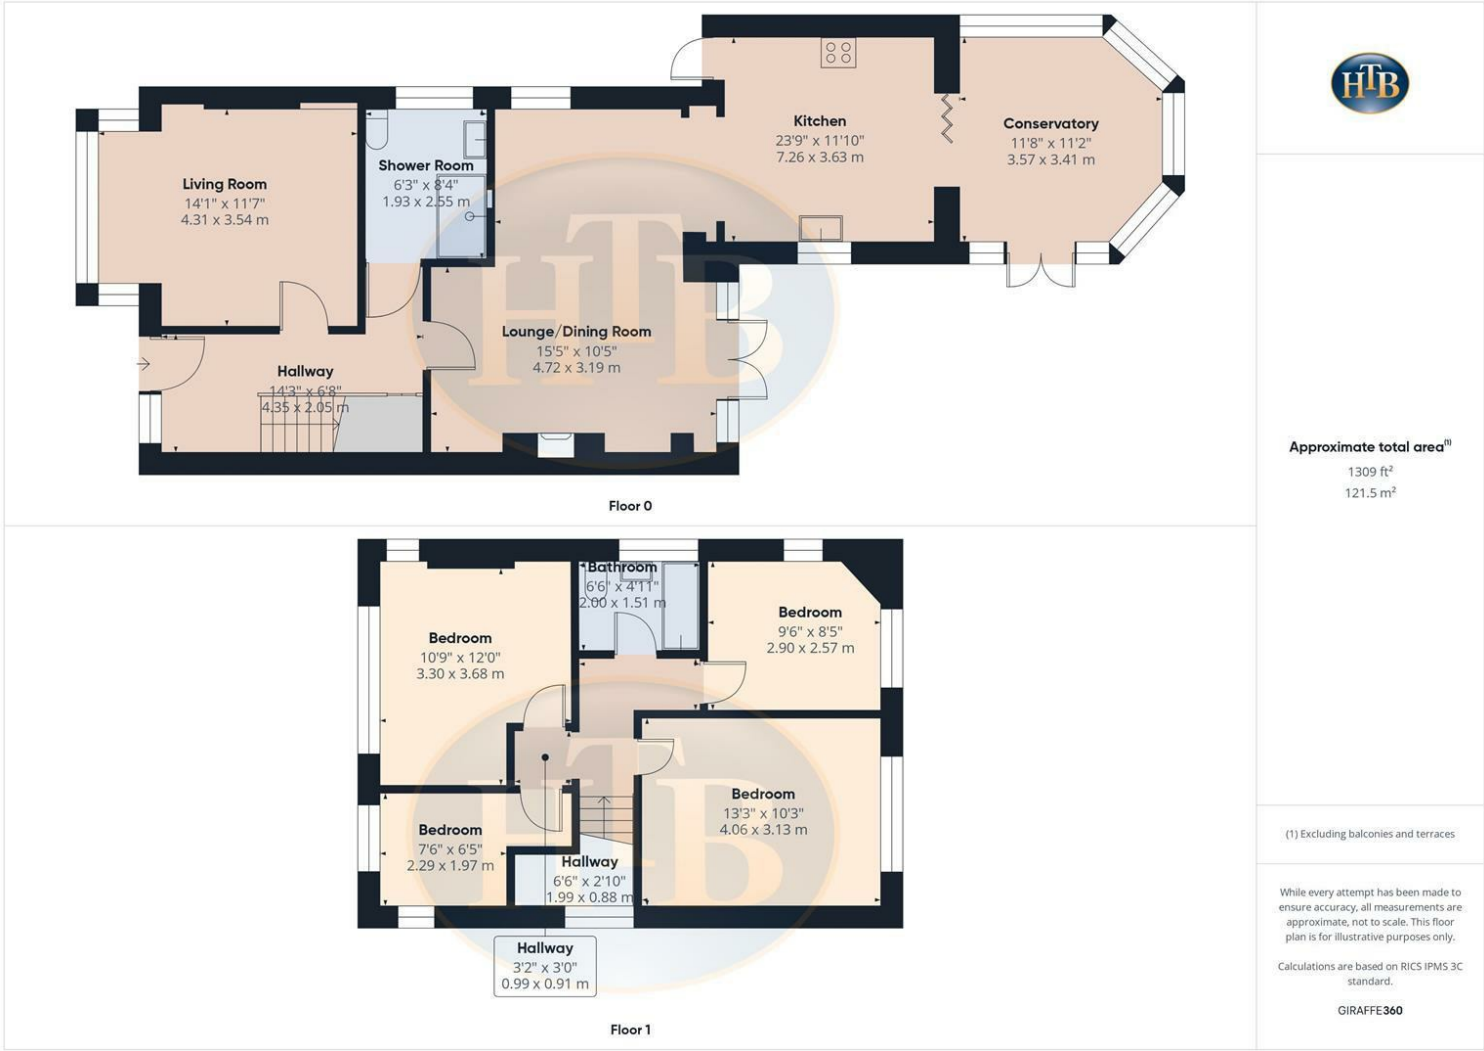 Living Room
14'1" x 11'7"
4.31 x 3.54 m
Shower Room
6'3" x 8'4"
1.93 x 2.55 m
Kitchen
23'9" x 11'10"
7.26 x 3.63 m
Conservatory
11'8" x 11'2"
3.57 x 3.41 m
Hallway
14'3" x 6'8"
4.35 x 2.05 m
Lounge/Dining Room
15'5" x 10'5"
4.72 x 3.19 m
HTB
Floor 0
Bathroom
6'6" x 4'11"
2.00 x 1.51 m
Bedroom
10'9" x 12'0"
3.30 x 3.68 m
Bedroom
9'6" x 8'5"
2.90 x 2.57 m
Bedroom
13'3" x 10'3"
4.06 x 3.13 m
Bedroom
7'6" x 6'5"
2.29 x 1.97 m
Hallway
6'6" x 2'10"
1.99 x 0.88 m
Hallway
3'2" x 3'0"
0.99 x 0.91 m
HTB
Floor 1
HTB
Approximate total area(1)
1309 ft²
121.5 m²
(1) Excluding balconies and terraces
While every attempt has been made to
ensure accuracy, all measurements are
approximate, not to scale. This floor
plan is for illustrative purposes only.
Calculations are based on RICS IPMS 3C
standard.
GIRAFFE360